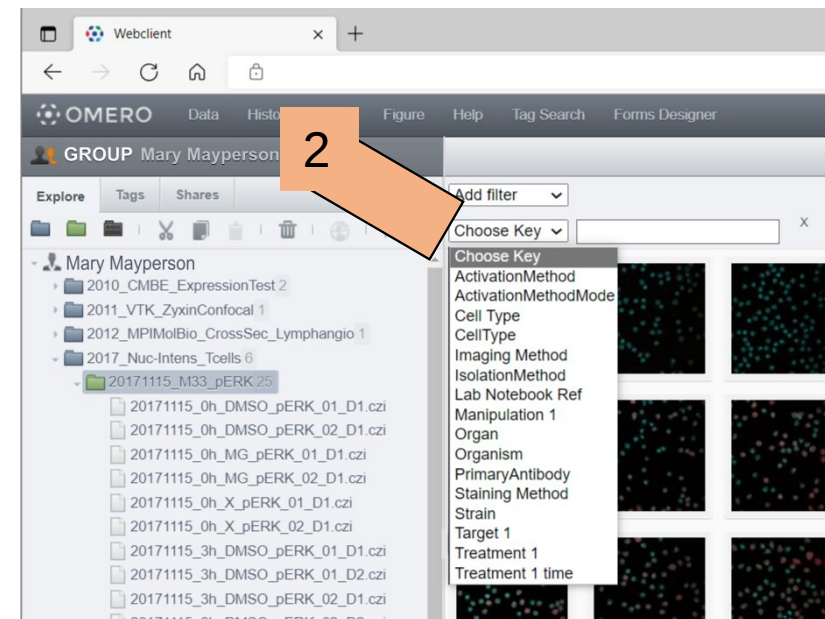 Webclient
OMERO Data Histo Figure Help Tag Search Forms Designer
GROUP Mary Mayperson
2
Explore Tags Shares
Add filter
Choose Key
x
Choose Key
ActivationMethod
ActivationMethodMode
Cell Type
CellType
Imaging Method
IsolationMethod
Lab Notebook Ref
Manipulation 1
Organ
Organism
PrimaryAntibody
Staining Method
Strain
Target 1
Treatment 1
Treatment 1 time
Mary Mayperson
2010_CMBE_ExpressionTest 2
2011_VTK_ZyxinConfocal 1
2012_MPIMolBio_CrossSec_Lymphangio 1
2017_Nuc-Intens_Tcells 6
20171115_M33_pERK 25
20171115_0h_DMSO_pERK_01_D1.czi
20171115_0h_DMSO_pERK_02_D1.czi
20171115_0h_MG_pERK_01_D1.czi
20171115_0h_MG_pERK_02_D1.czi
20171115_0h_X_pERK_01_D1.czi
20171115_0h_X_pERK_02_D1.czi
20171115_3h_DMSO_pERK_01_D1.czi
20171115_3h_DMSO_pERK_01_D2.czi
20171115_3h_DMSO_pERK_02_D1.czi